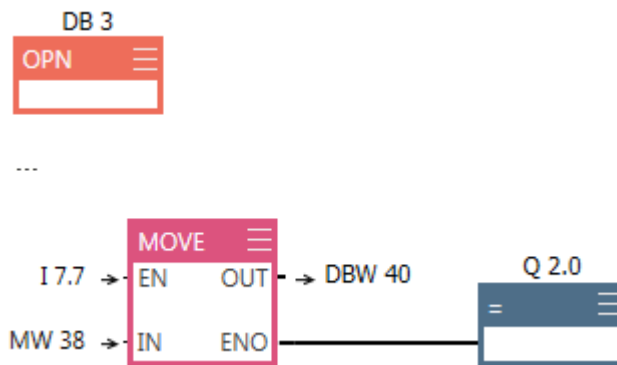 DB 3
OPN
---
MOVE
I 7.7 EN OUT DBW 40 Q 2.0
=
MW 38 IN ENO